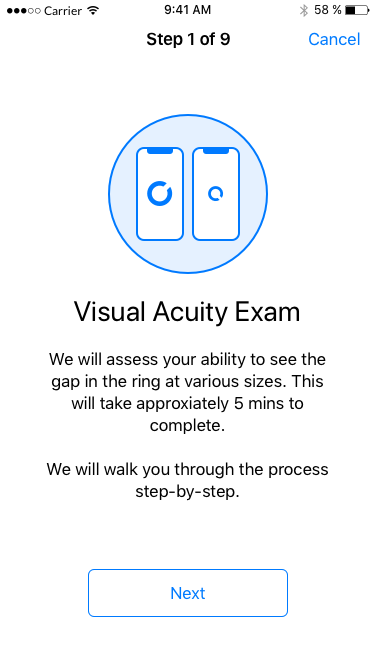 Carrier 9:41 AM 58 %
Step 1 of 9 Cancel
Visual Acuity Exam
We will assess your ability to see the
gap in the ring at various sizes. This
will take approxiately 5 mins to
complete.
We will walk you through the process
step-by-step.
Next